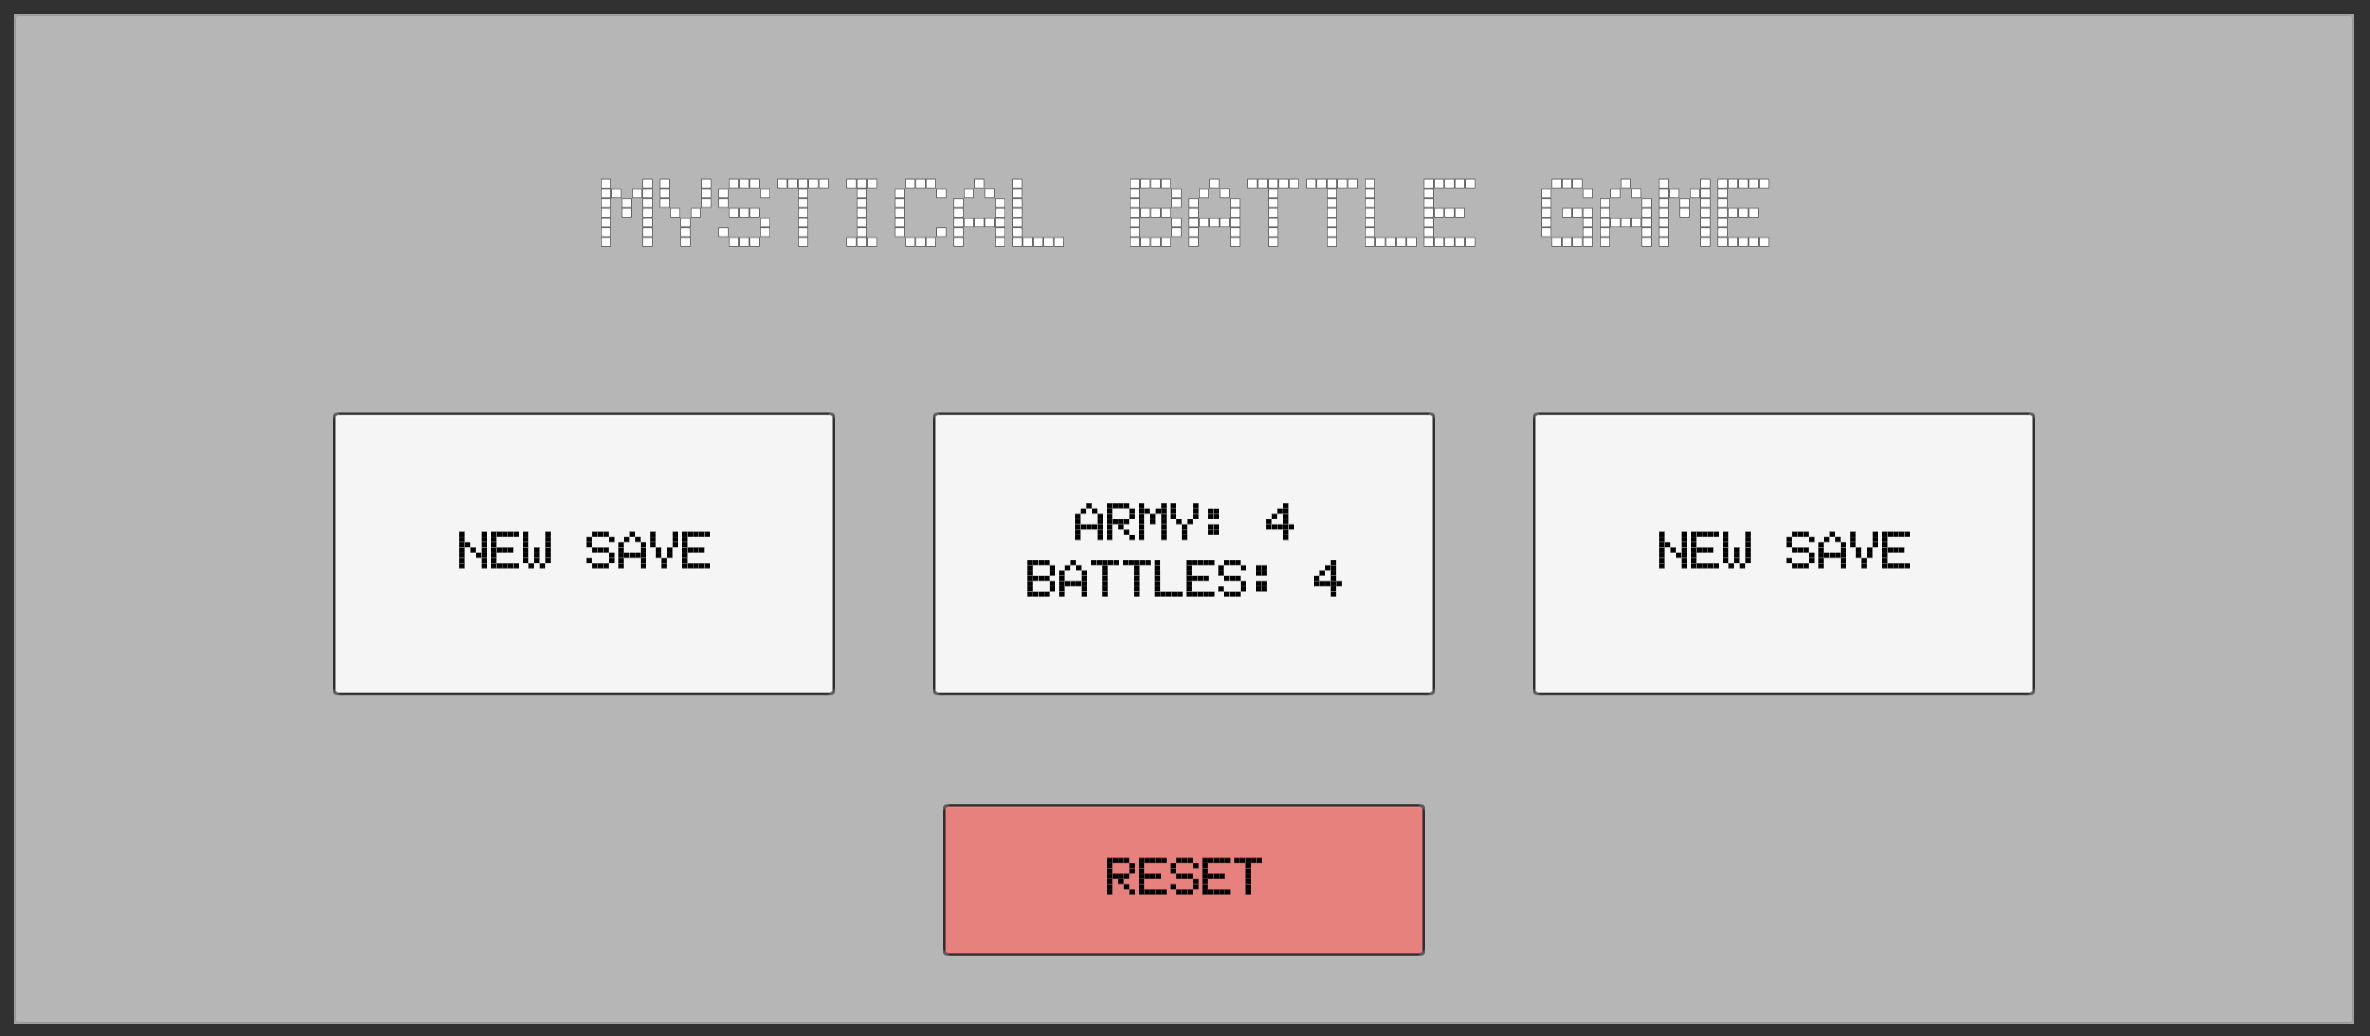 MYSTICAL BATTLE GAME
NEW SAVE
ARMY: 4
BATTLES: 4
NEW SAVE
RESET